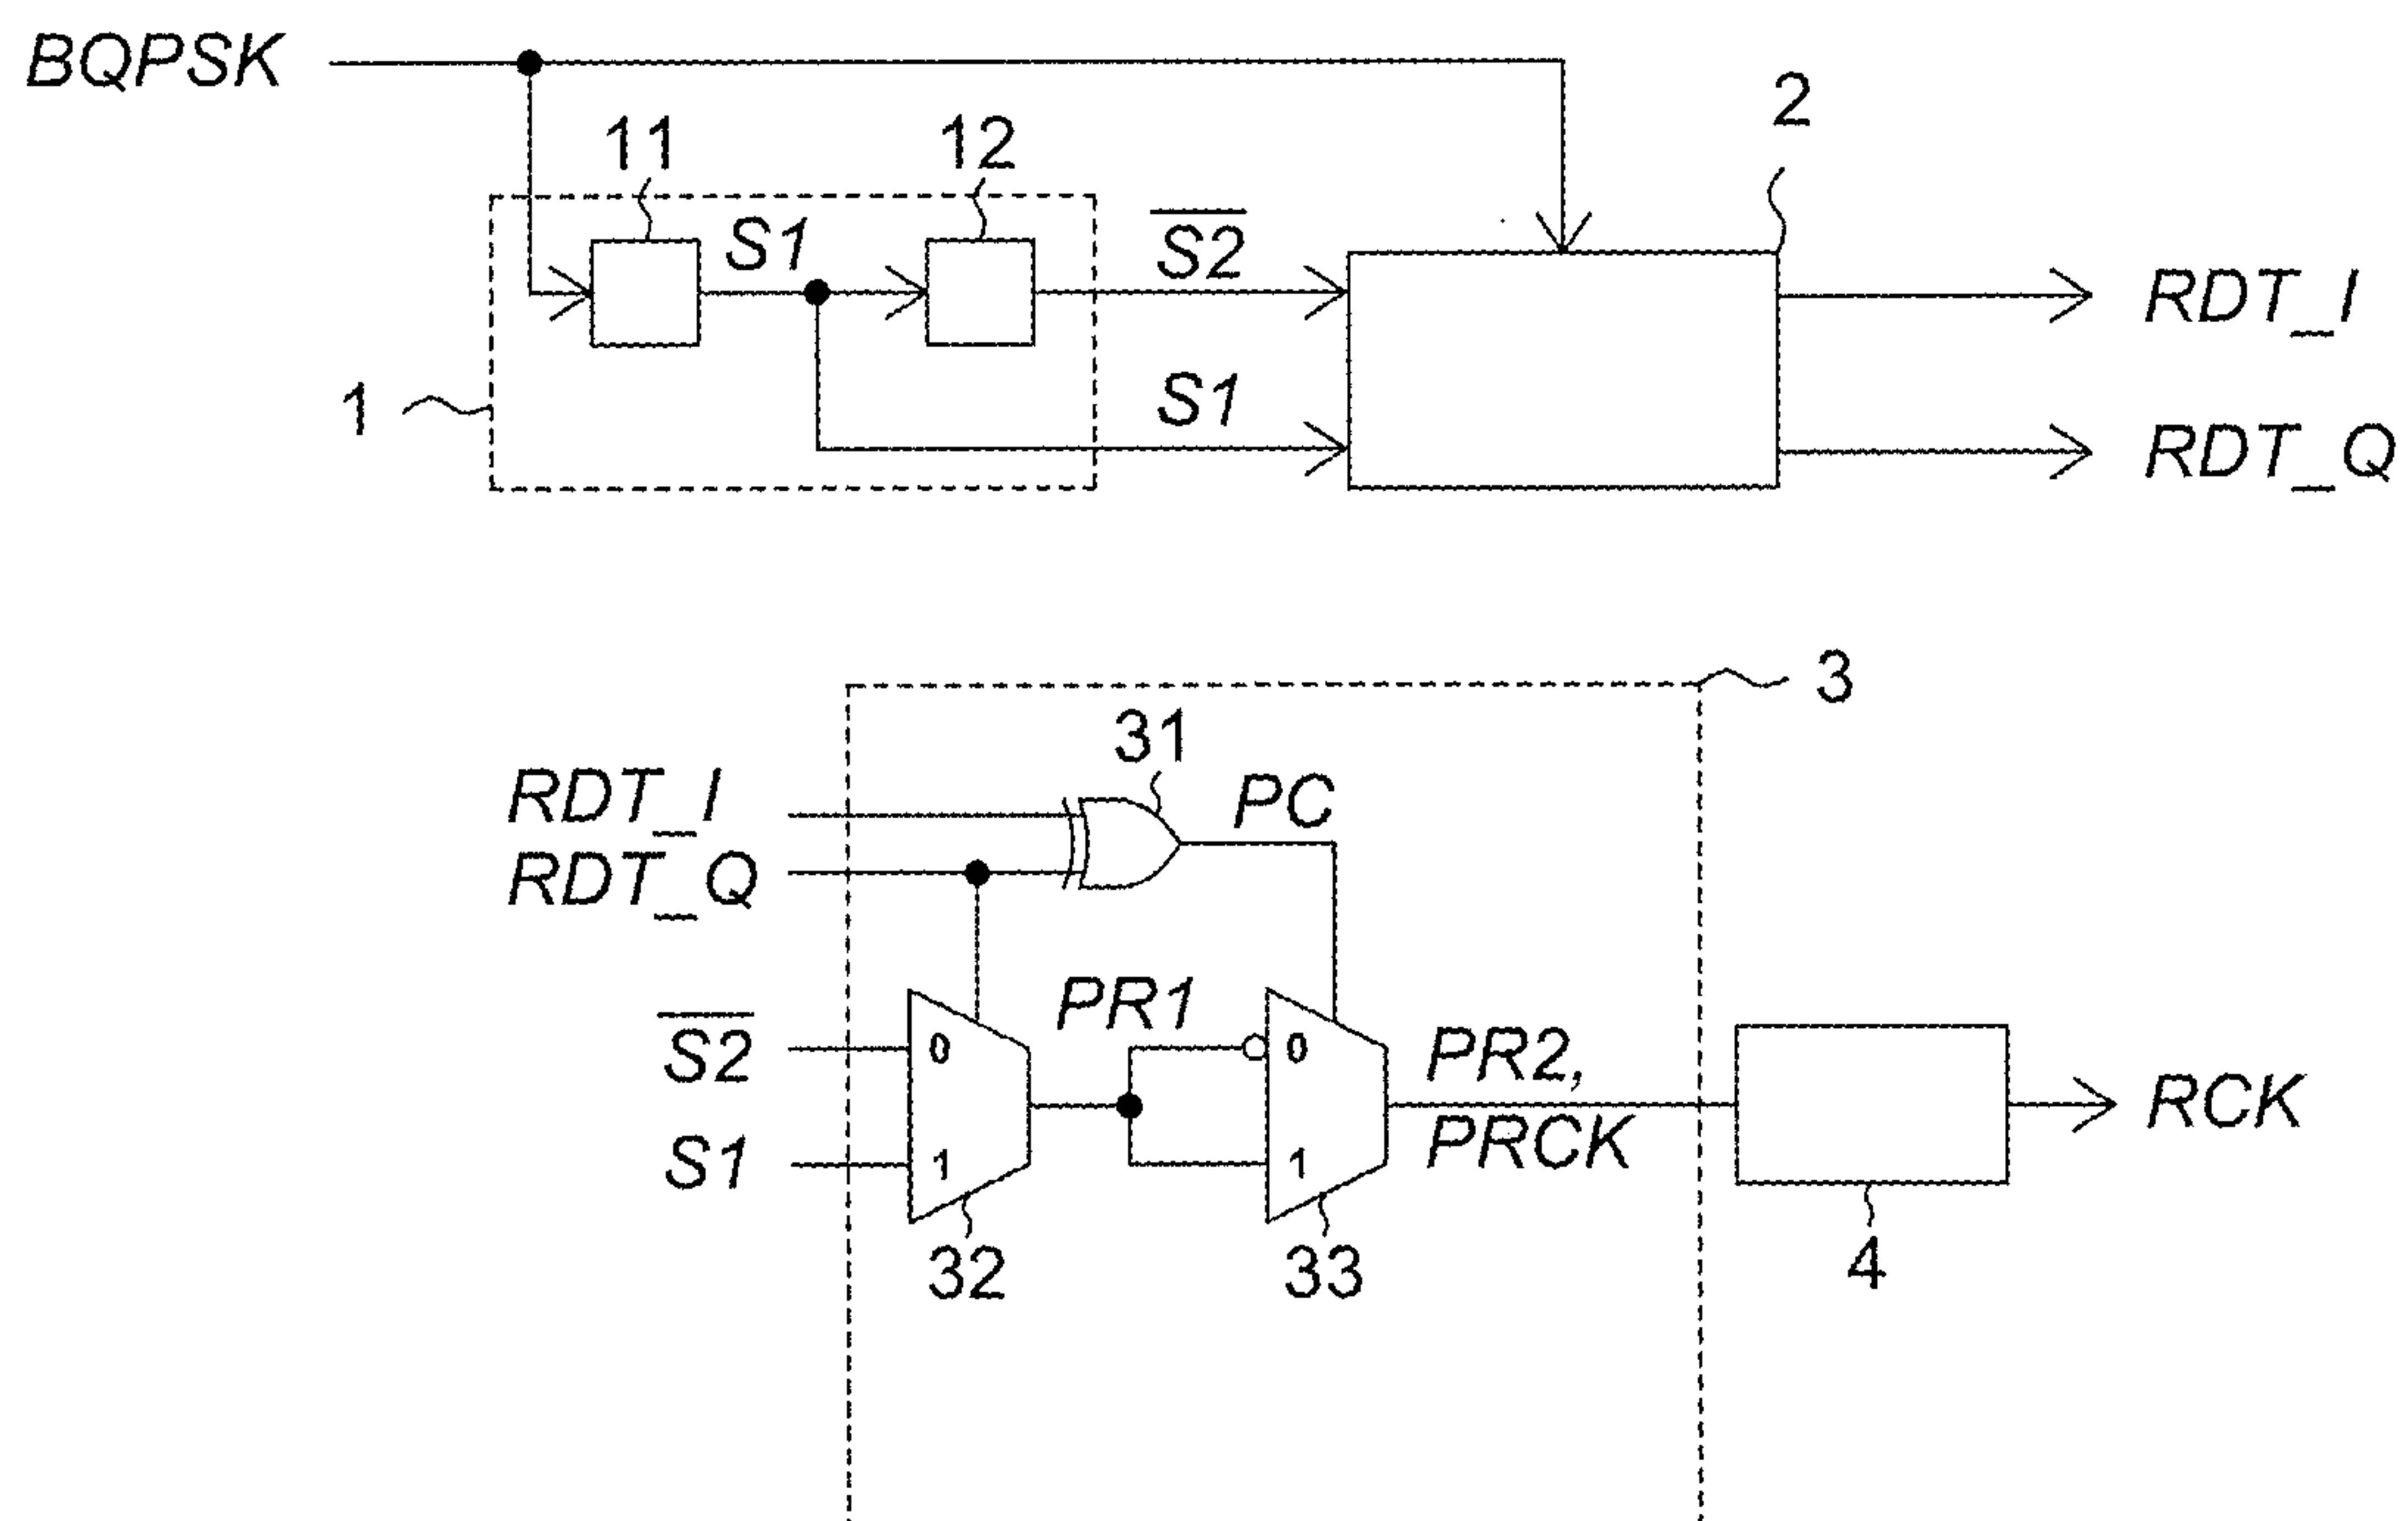 BQPSK
11
12
2
S1
S2
RDT_I
1
S1
RDT_Q
3
31
RDT_I
PC
RDT_Q
PR1
S2
0
0
PR2,
RCK
S1
1
1
PRCK
32
33
4